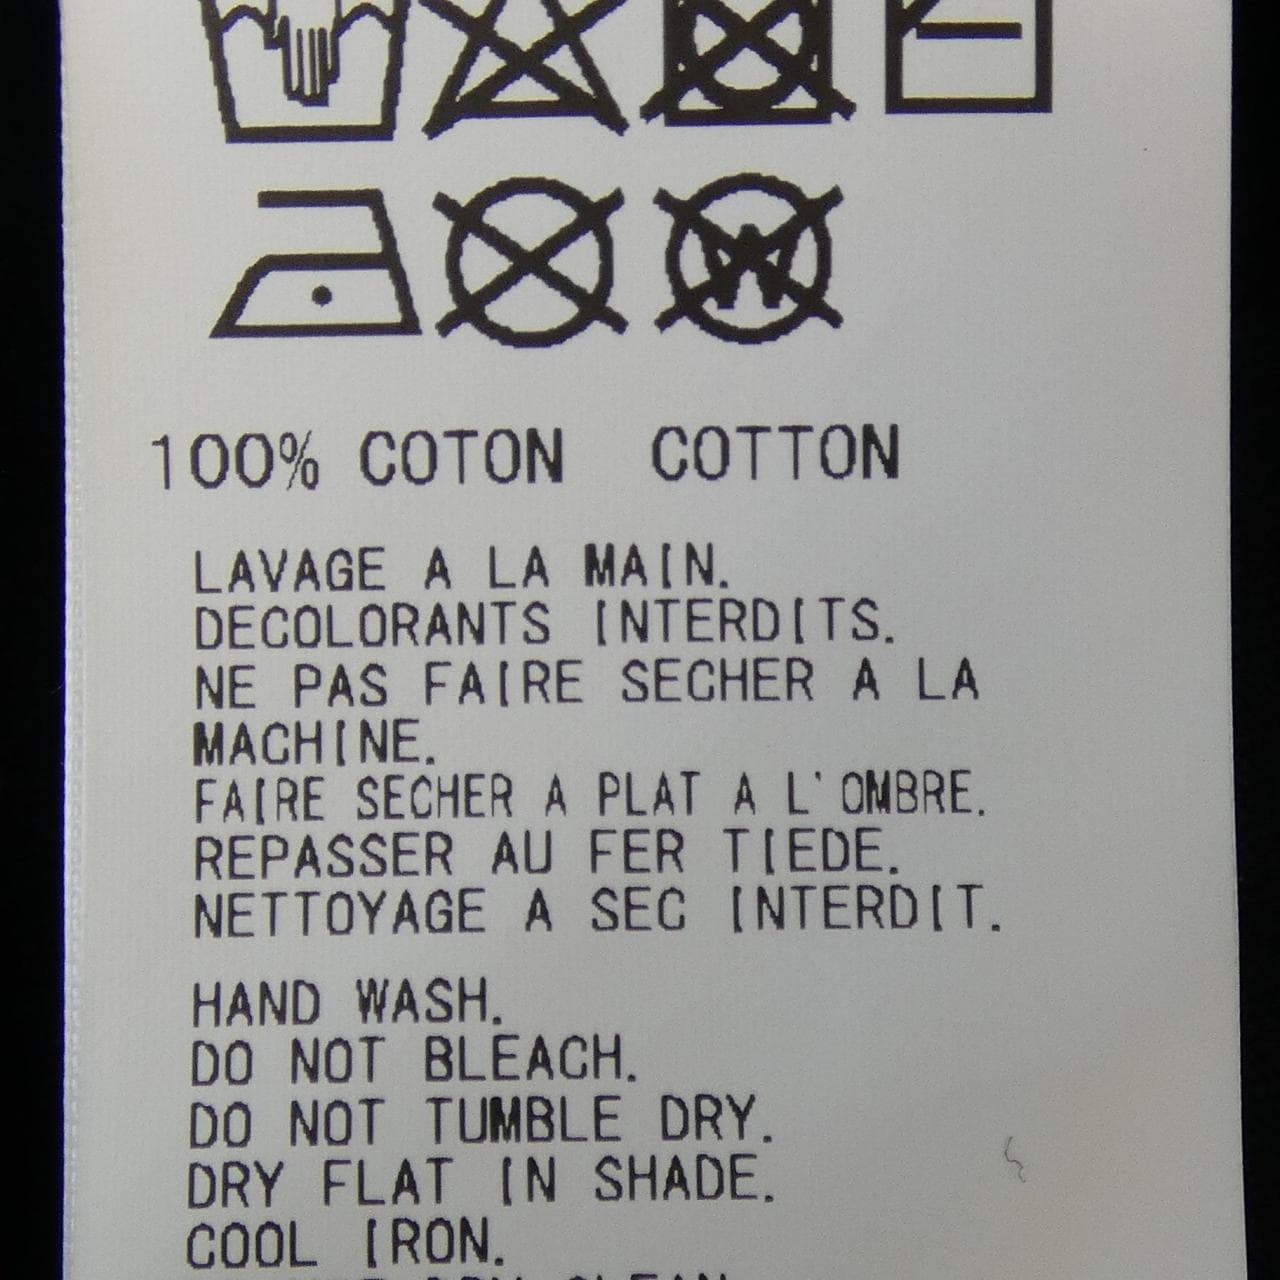 W
100% COTON COTTON
LAVAGE A LA MAIN.
DECOLORANTS INTERDITS.
NE PAS FAIRE SECHER A LA
MACHINE.
FAIRE SECHER A PLAT A L'OMBRE.
REPASSER AU FER TIEDE.
NETTOYAGE A SEC INTERDIT.
HAND WASH.
DO NOT BLEACH.
DO NOT TUMBLE DRY.
DRY FLAT IN SHADE.
COOL IRON.
DRY CLEAN